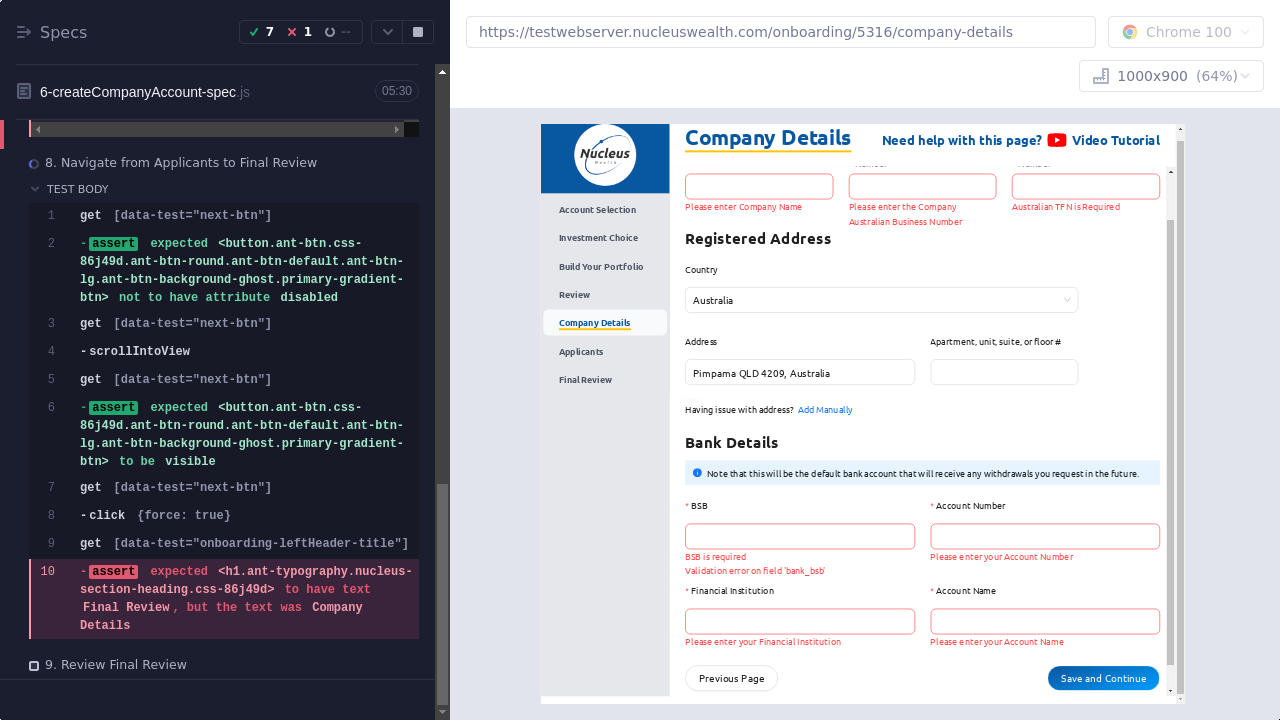 Specs
7
1
--
https://testwebserver.nucleuswealth.com/onboarding/5316/company-details
Chrome 100
1000x900 (64%)
6-createCompanyAccount-spec.js
05:30
8. Navigate from Applicants to Final Review
TEST BODY
1 get [data-test="next-btn"]
2 -assert expected <button.ant-btn.css-
86j49d.ant-btn-round.ant-btn-default.ant-btn-
lg.ant-btn-background-ghost.primary-gradient-
btn> not to have attribute disabled
3 get [data-test="next-btn"]
4 -scrollIntoView
5 get [data-test="next-btn"]
6 -assert expected <button.ant-btn.css-
86j49d.ant-btn-round.ant-btn-default.ant-btn-
lg.ant-btn-background-ghost.primary-gradient-
btn> to be visible
7 get [data-test="next-btn"]
8 -click {force: true}
9 get [data-test="onboarding-leftHeader-title"]
10 -assert expected <h1.ant-typography.nucleus-
section-heading.css-86j49d> to have text
Final Review, but the text was Company
Details
9. Review Final Review
Nucleus
Wealth
Account Selection
Investment Choice
Build Your Portfolio
Review
Company Details
Applicants
Final Review
Company Details
Need help with this page? Video Tutorial
Please enter Company Name
Please enter the Company
Australian Business Number
Australian TFN is Required
Registered Address
Country
Australia
Address
Apartment, unit, suite, or floor #
Pimpama QLD 4209, Australia
Having issue with address? Add Manually
Bank Details
Note that this will be the default bank account that will receive any withdrawals you request in the future.
* BSB
* Account Number
BSB is required
Validation error on field 'bank_bsb'
Please enter your Account Number
* Financial Institution
* Account Name
Please enter your Financial Institution
Please enter your Account Name
Previous Page
Save and Continue